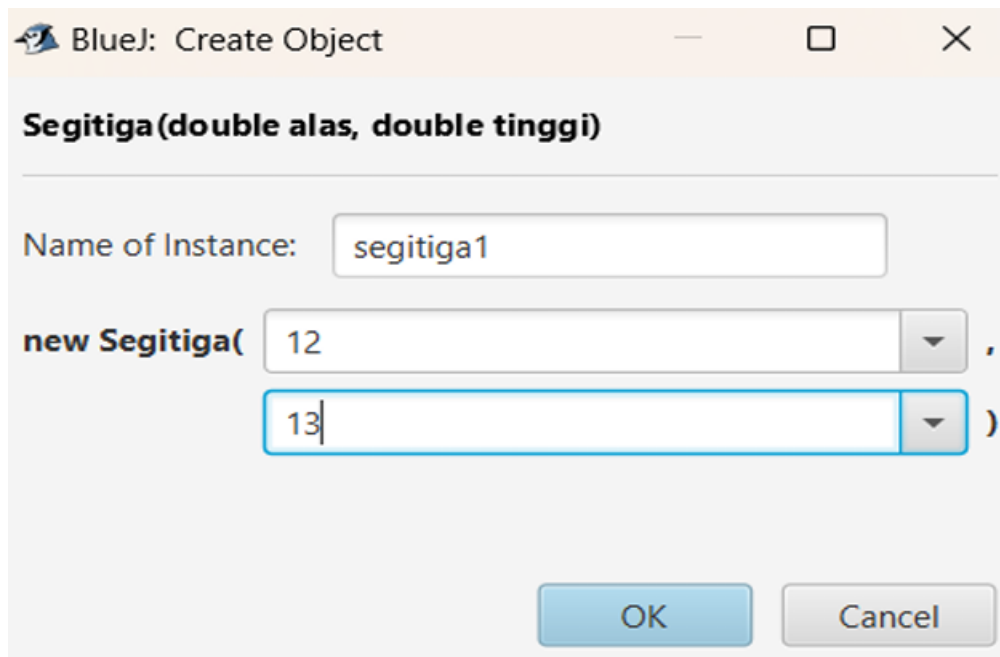 BlueJ: Create Object
Segitiga(double alas, double tinggi)
Name of Instance: segitiga1
new Segitiga( 12 ,
13 )
OK Cancel